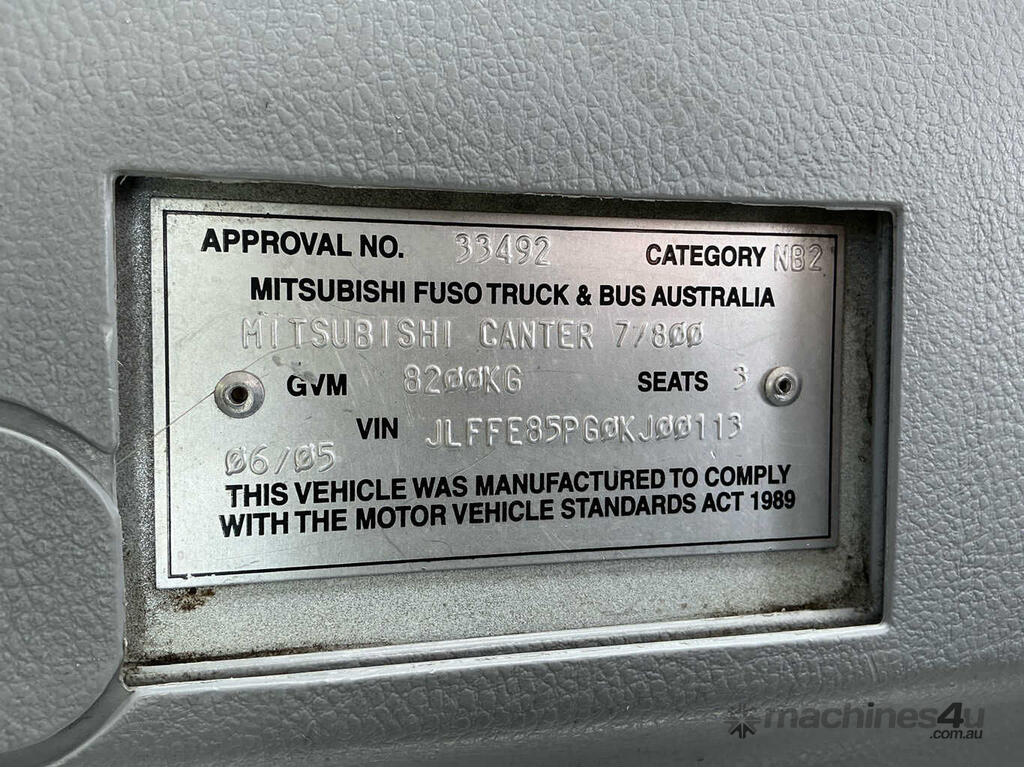 APPROVAL NO. 33492 CATEGORY NB2
MITSUBISHI FUSO TRUCK & BUS AUSTRALIA
MITSUBISHI CANTER 7/800
GVM 8200KG SEATS 3
VIN JLFFE85PG0KJ00113
06/05
THIS VEHICLE WAS MANUFACTURED TO COMPLY
WITH THE MOTOR VEHICLE STANDARDS ACT 1989
machines4u
.com.au